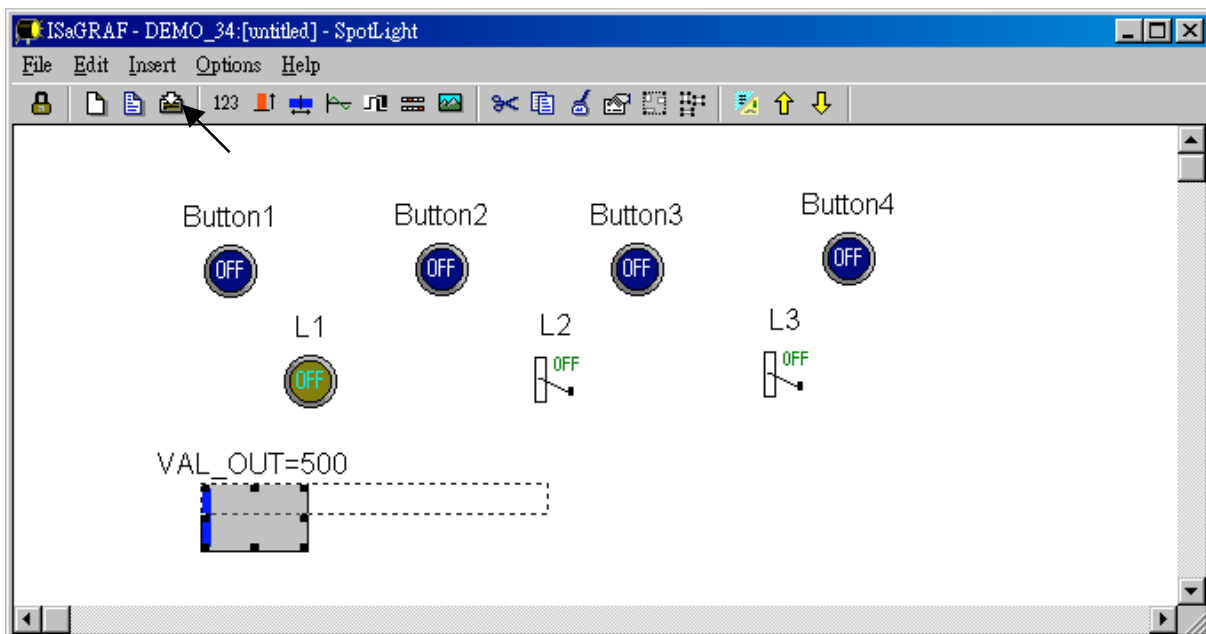 ISaGRAF - DEMO_34:[untitled] - SpotLight
File Edit Insert Options Help
123
Button1 Button2 Button3 Button4
OFF OFF OFF OFF
L1 L2 L3
OFF OFF OFF
VAL_OUT=500